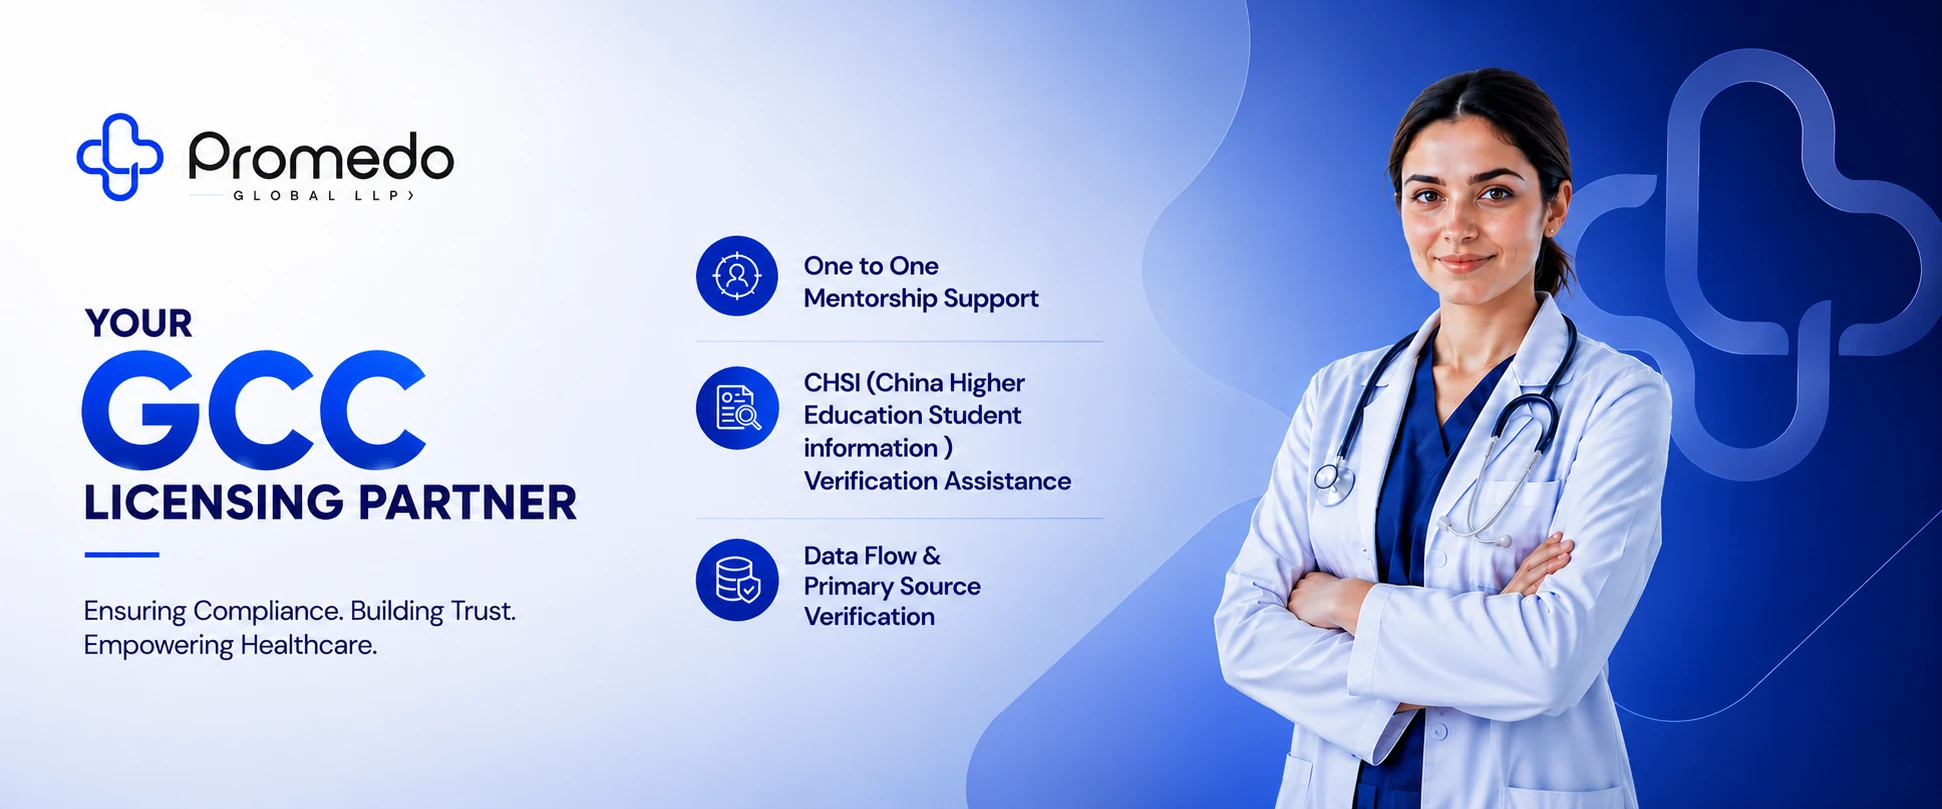 Promedo
GLOBAL LLP
YOUR
GCC
LICENSING PARTNER
Ensuring Compliance. Building Trust.
Empowering Healthcare.
One to One
Mentorship Support
CHSI (China Higher
Education Student
information )
Verification Assistance
Data Flow &
Primary Source
Verification